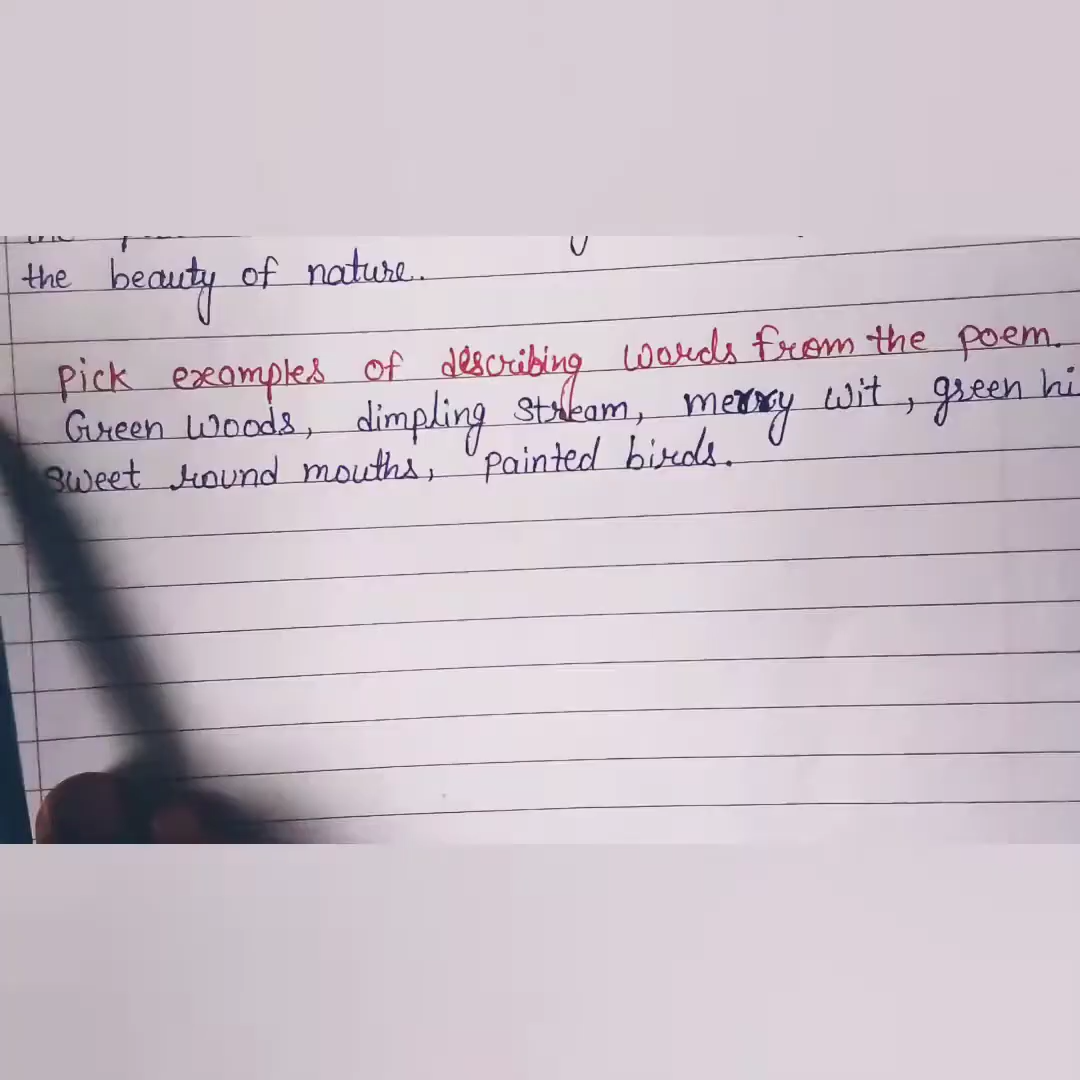 the beauty of nature.
pick examples of describing words from the poem.
Green Woods, dimpling stream, merry wit, green hi
sweet round mouths, painted birds.